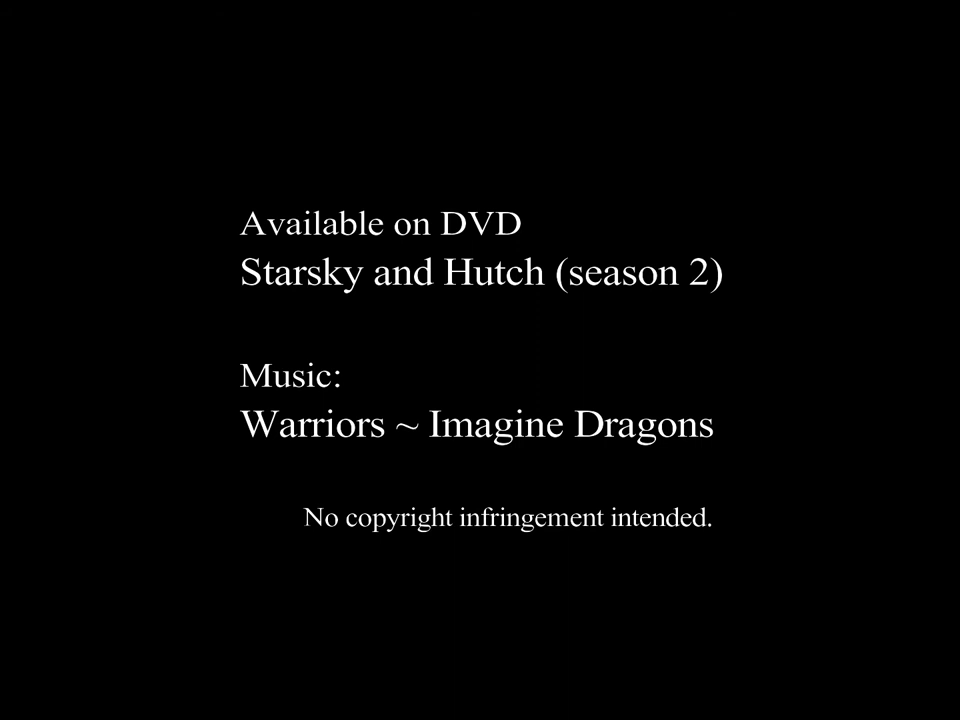 Available on DVD
Starsky and Hutch (season 2)
Music:
Warriors ~ Imagine Dragons
No copyright infringement intended.